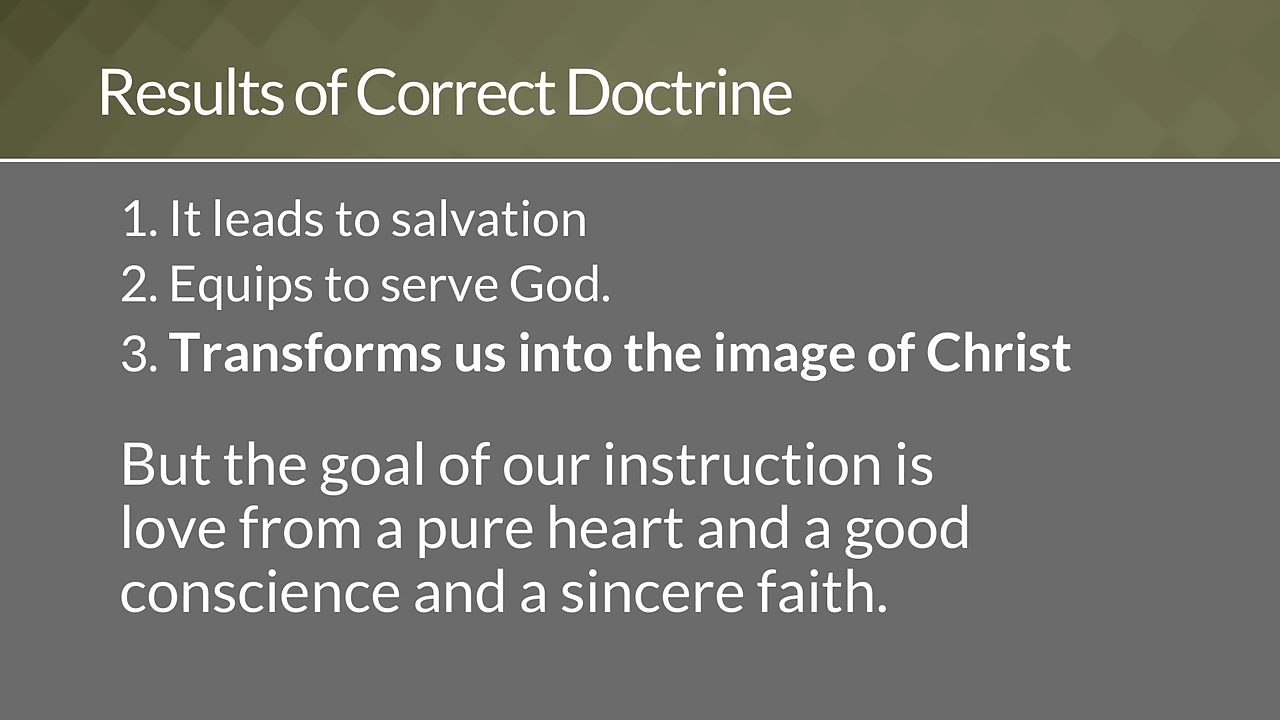 Results of Correct Doctrine
1. It leads to salvation
2. Equips to serve God.
3. Transforms us into the image of Christ
But the goal of our instruction is
love from a pure heart and a good
conscience and a sincere faith.